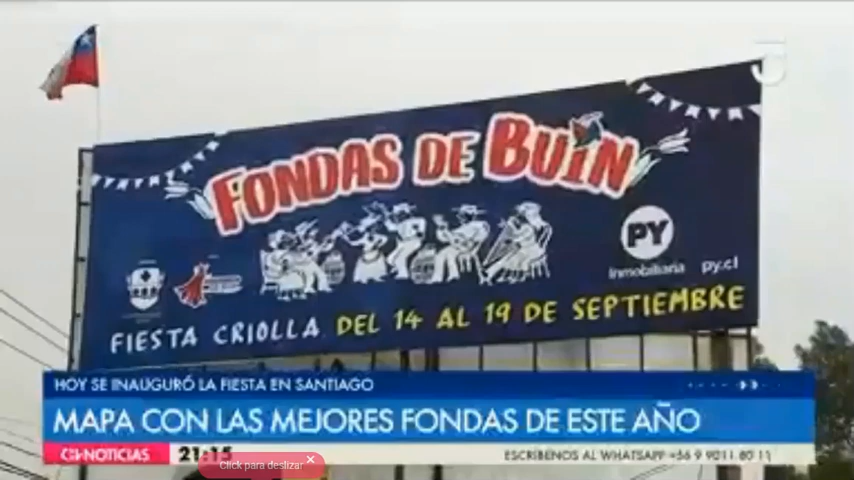 FONDAS DE BUIN
PY
Inmobiliaria py.cl
FIESTA CRIOLLA DEL 14 AL 19 DE SEPTIEMBRE
HOY SE INAUGURÓ LA FIESTA EN SANTIAGO
MAPA CON LAS MEJORES FONDAS DE ESTE AÑO
CHVNOTICIAS 21:15
Click para deslizar ×
ESCRÍBENOS AL WHATSAPP +56 9 9011 80 11